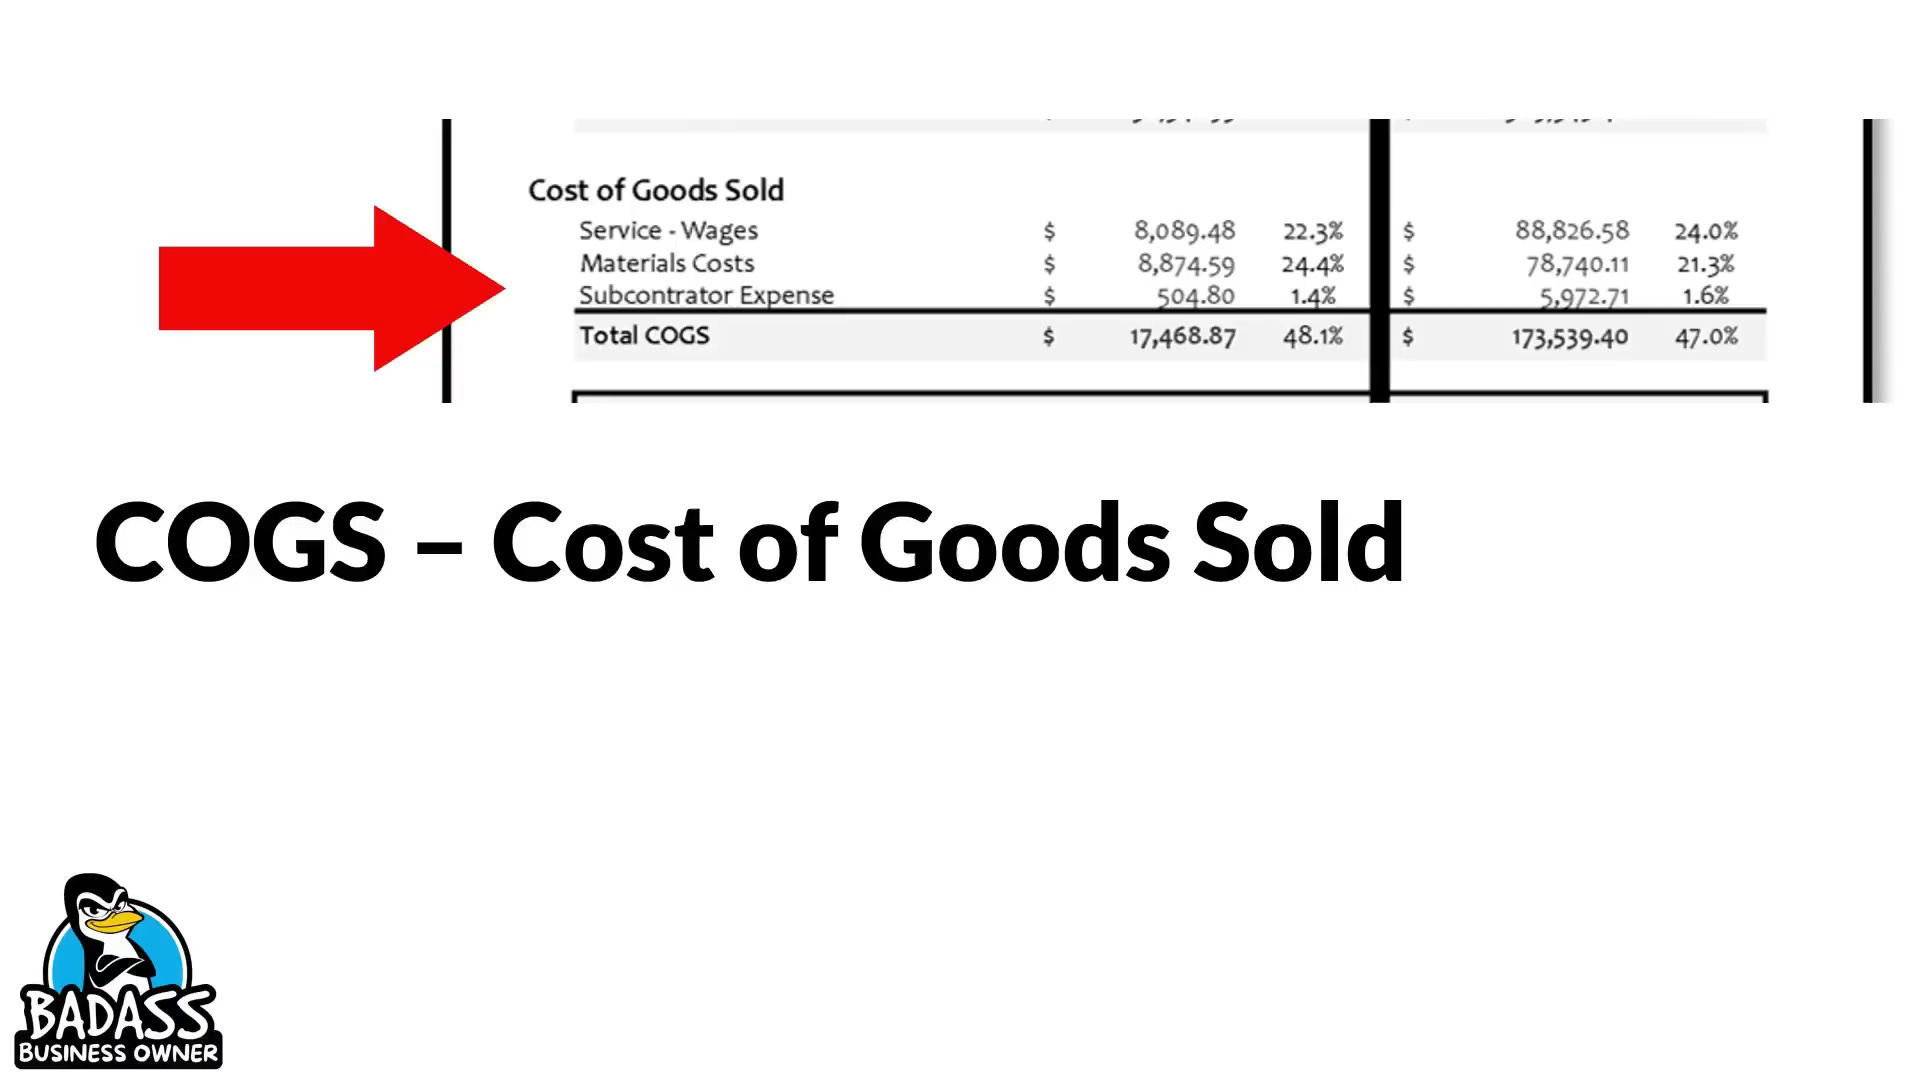 Cost of Goods Sold
Service - Wages $ 8,089.48 22.3% $ 88,826.58 24.0%
Materials Costs $ 8,874.59 24.4% $ 78,740.11 21.3%
Subcontrator Expense $ 504.80 1.4% $ 5,972.71 1.6%
Total COGS $ 17,468.87 48.1% $ 173,539.40 47.0%
COGS – Cost of Goods Sold
BADASS
BUSINESS OWNER